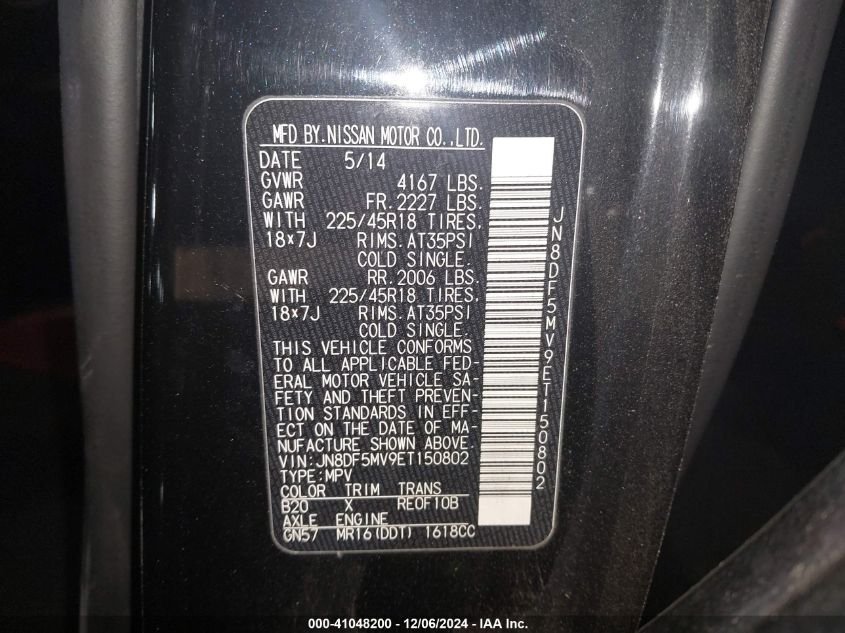 MFD BY.NISSAN MOTOR CO.,LTD.
DATE 5/14
GVWR 4167 LBS.
GAWR FR.2227 LBS.
WITH 225/45R18 TIRES,
18×7J RIMS.AT35PSI
COLD SINGLE.
GAWR RR.2006 LBS.
WITH 225/45R18 TIRES,
18×7J RIMS.AT35PSI
COLD SINGLE.
THIS VEHICLE CONFORMS
TO ALL APPLICABLE FED-
ERAL MOTOR VEHICLE SA-
FETY AND THEFT PREVEN-
TION STANDARDS IN EFF-
ECT ON THE DATE OF MA-
NUFACTURE SHOWN ABOVE.
VIN:JN8DF5MV9ET150802
TYPE:MPV
COLOR TRIM TRANS
B20 X RE0F10B
AXLE ENGINE
GN57 MR16(DDT) 1618CC
JN8DF5MV9ET150802
000-41048200 - 12/06/2024 - IAA Inc.